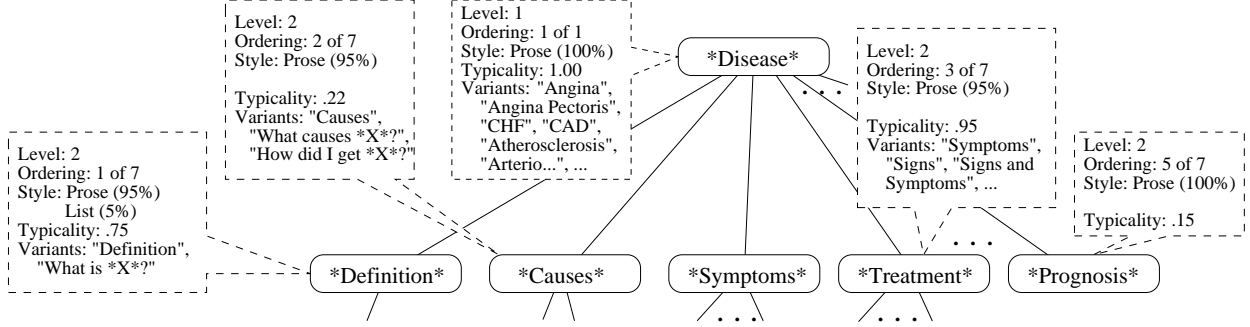 Level: 2
Ordering: 2 of 7
Style: Prose (95%)
Typicality: .22
Variants: "Causes",
"What causes *X*?",
"How did I get *X*?"
Level: 1
Ordering: 1 of 1
Style: Prose (100%)
Typicality: 1.00
Variants: "Angina",
"Angina Pectoris",
"CHF", "CAD",
Atherosclerosis",
"Arterio...", ...
*Disease*
. . .
Level: 2
Ordering: 3 of 7
Style: Prose (95%)
Typicality: .95
Variants: "Symptoms",
"Signs", "Signs and
Symptoms", ...
Level: 2
Ordering: 1 of 7
Style: Prose (95%)
List (5%)
Typicality: .75
Variants: "Definition",
"What is *X*?"
Level: 2
Ordering: 5 of 7
Style: Prose (100%)
Typicality: .15
. . .
*Definition*
*Causes*
*Symptoms*
*Treatment*
*Prognosis*
. . .
. . .